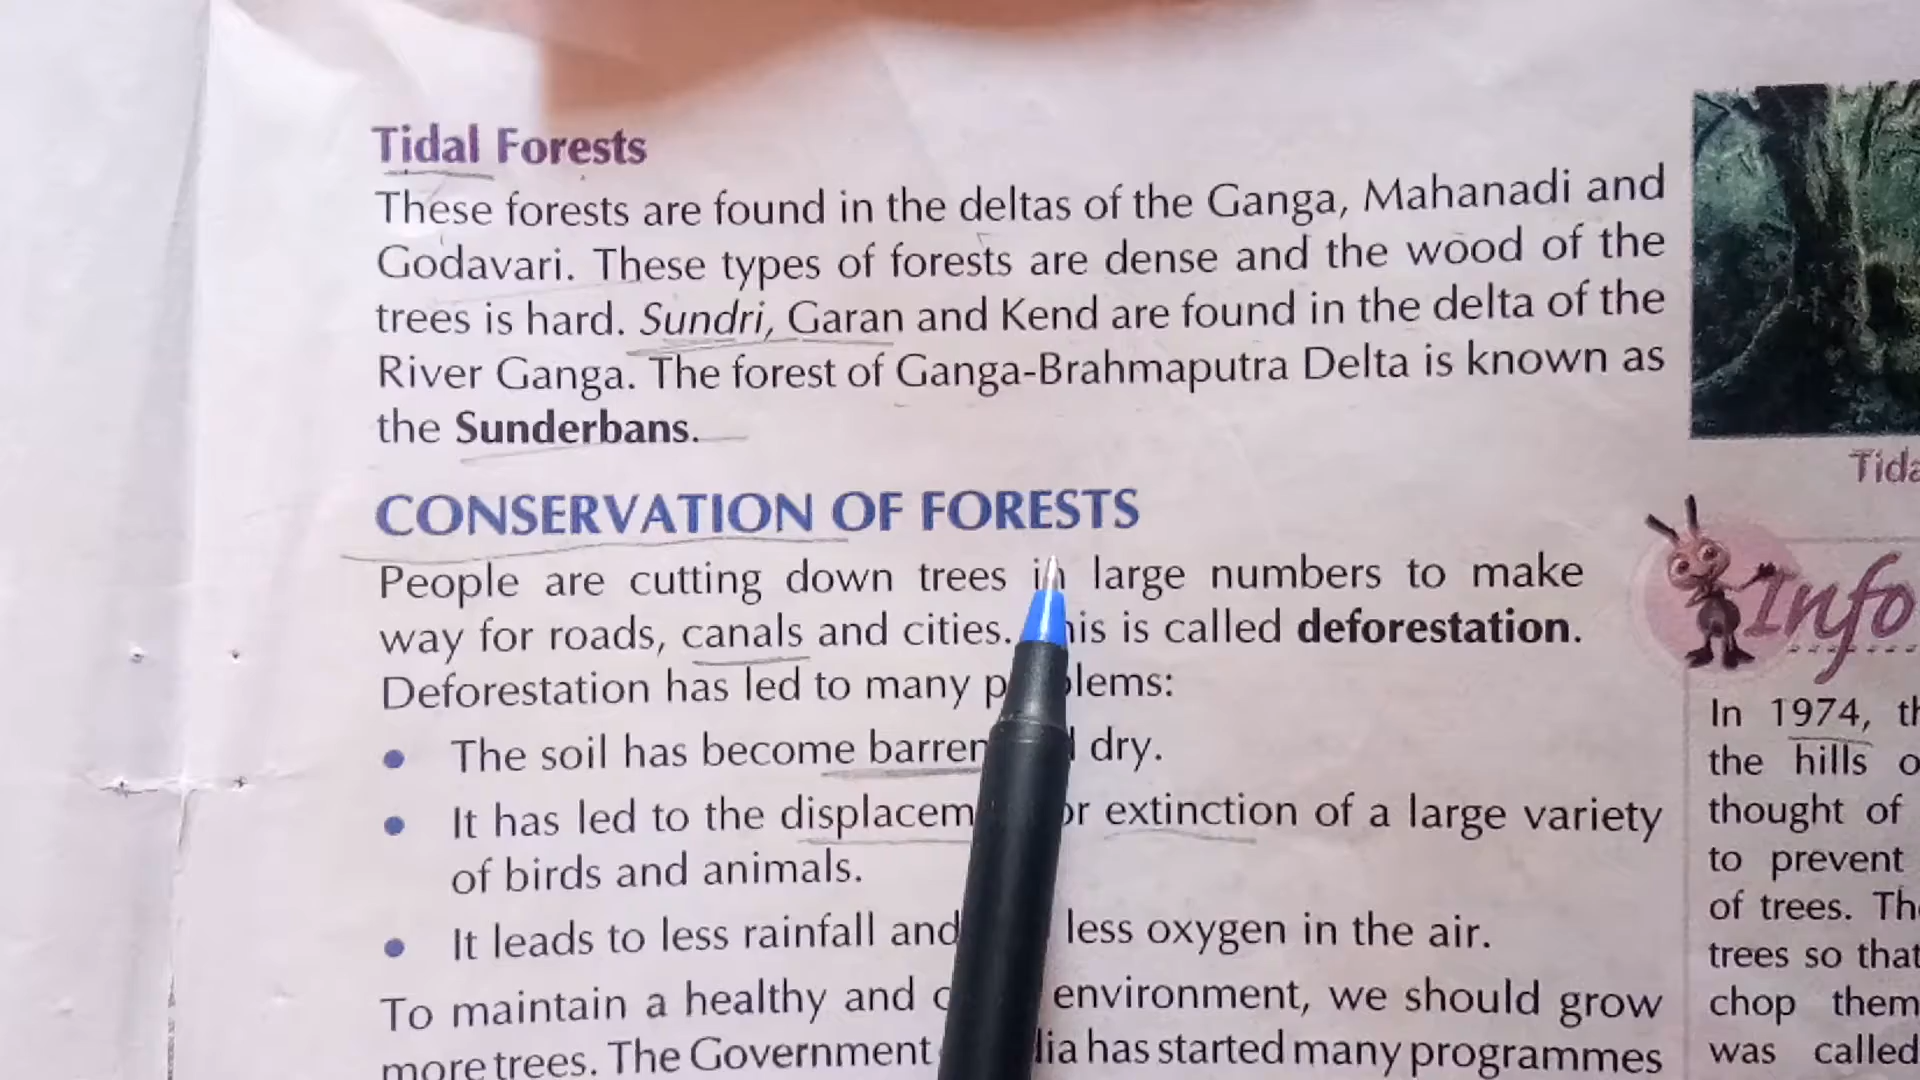 Tidal Forests
These forests are found in the deltas of the Ganga, Mahanadi and
Godavari. These types of forests are dense and the wood of the
trees is hard. Sundri, Garan and Kend are found in the delta of the
River Ganga. The forest of Ganga-Brahmaputra Delta is known as
the Sunderbans.
CONSERVATION OF FORESTS
People are cutting down trees in large numbers to make
way for roads, canals and cities. is is called deforestation.
Deforestation has led to many
The soil has become barren dry.
It has led to the extinction of a large variety
of birds and animals.
It leads to less rainfall and less oxygen in the air.
To maintain a healthy and environment, we should grow
more trees. The Government has started many programmes
Info
In 1974,
the hills
thought of
to prevent
of trees.
trees so that
chop them
was called